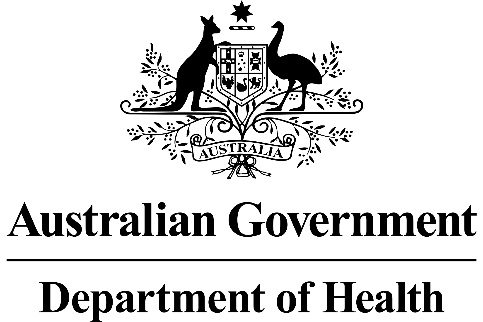 AUSTRALIA
Australian Government
Department of Health